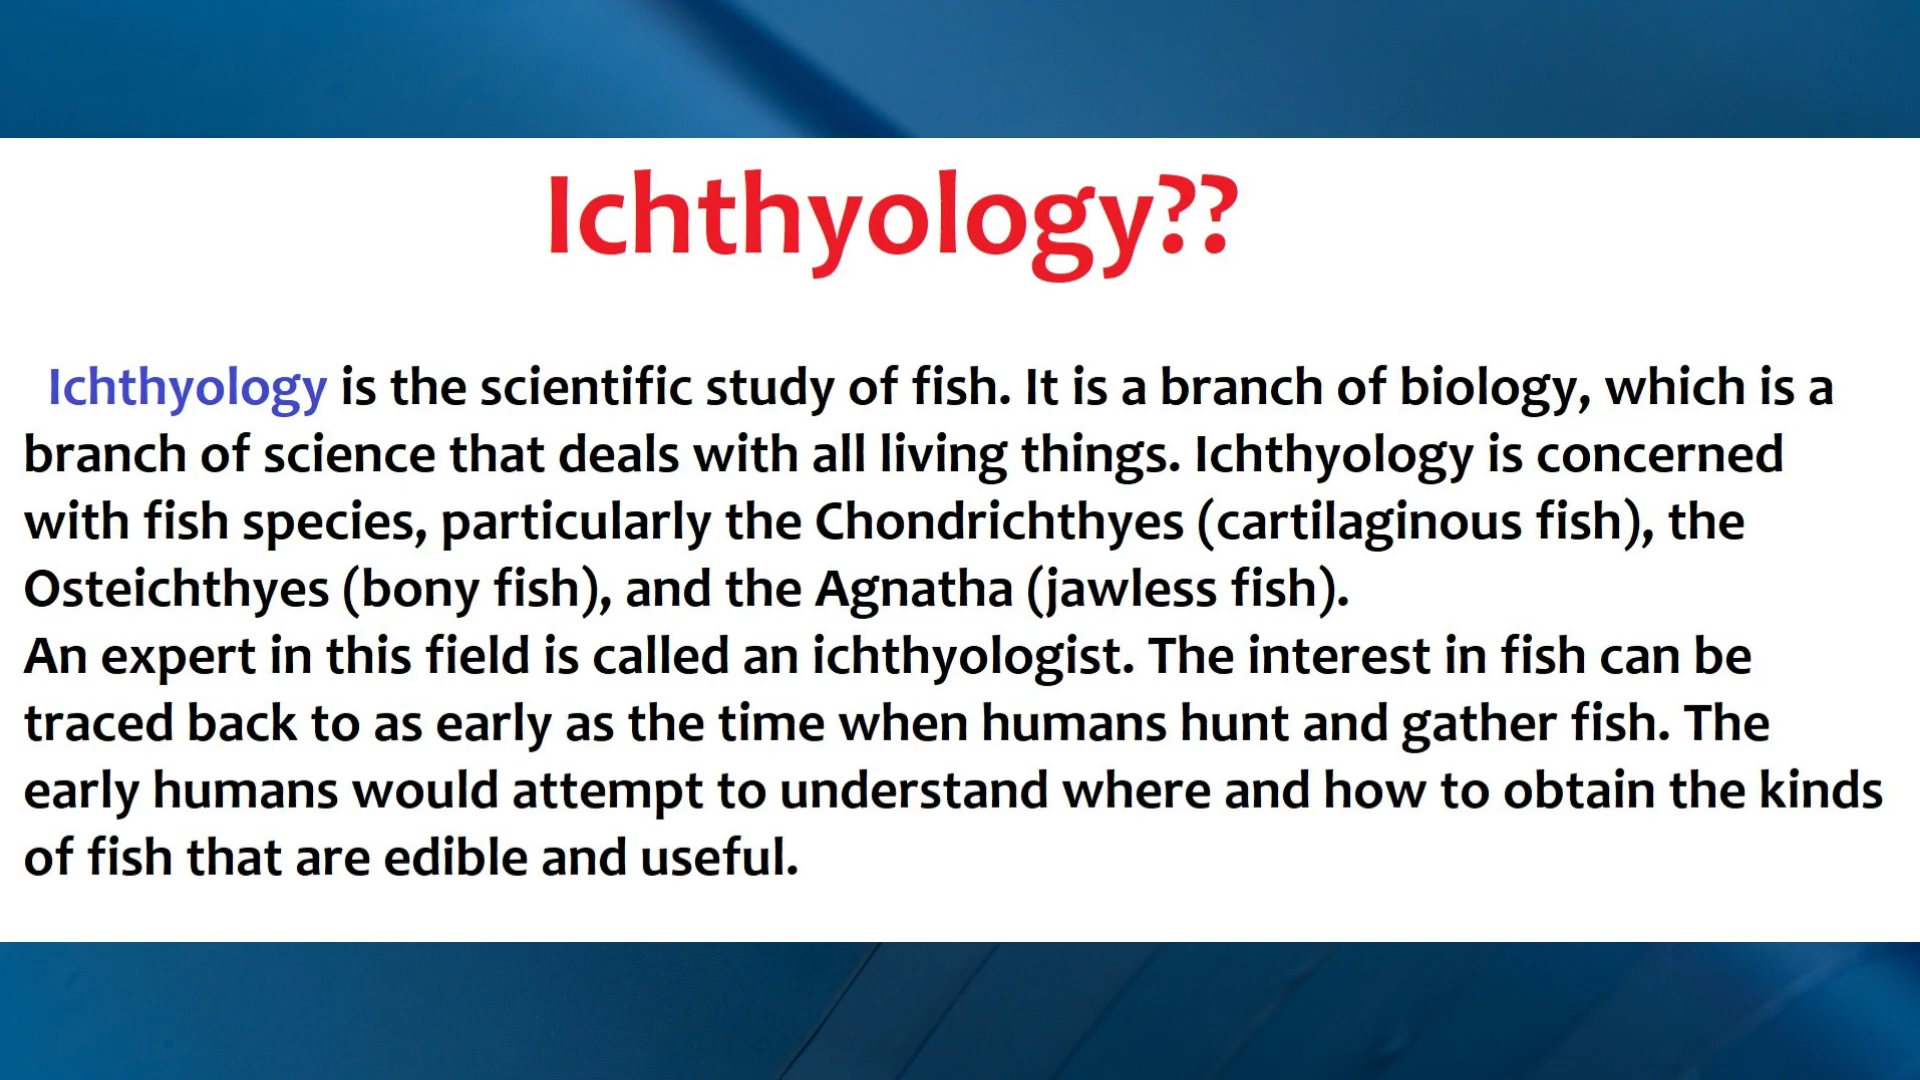 Ichthyology??
Ichthyology is the scientific study of fish. It is a branch of biology, which is a
branch of science that deals with all living things. Ichthyology is concerned
with fish species, particularly the Chondrichthyes (cartilaginous fish), the
Osteichthyes (bony fish), and the Agnatha (jawless fish).
An expert in this field is called an ichthyologist. The interest in fish can be
traced back to as early as the time when humans hunt and gather fish. The
early humans would attempt to understand where and how to obtain the kinds
of fish that are edible and useful.